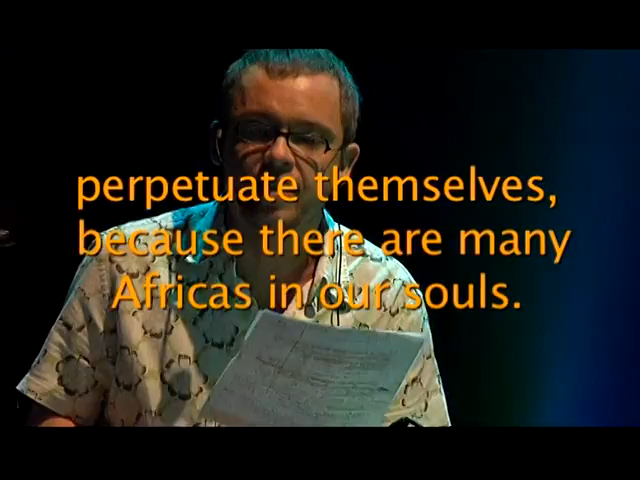 perpetuate themselves,
because there are many
Africas in our souls.